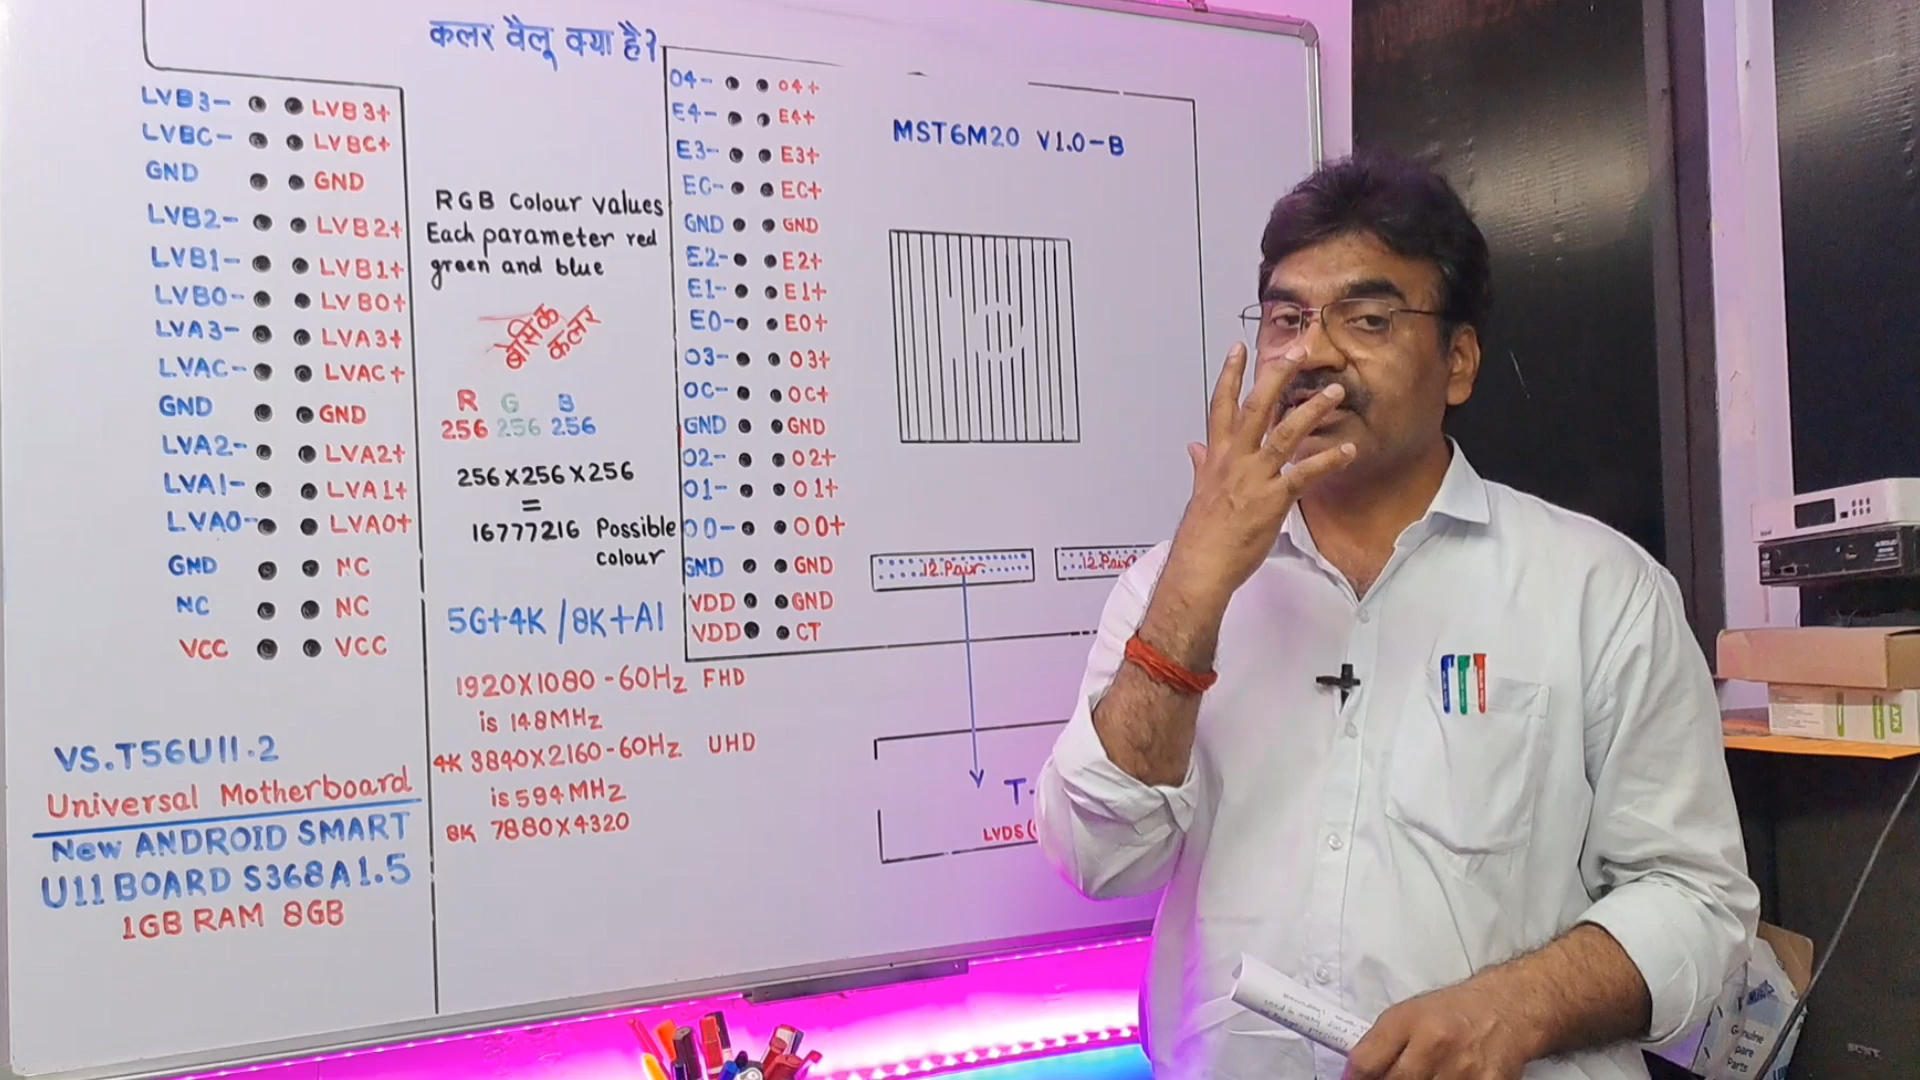 कलर वैलू क्या है?
LVB3- LVB3+
LVBC- LVBC+
GND GND
LVB2- LVB2+
LVB1- LVB1+
LVB0- LVB0+
LVA3- LVA3+
LVAC- LVAC+
GND GND
LVA2- LVA2+
LVA1- LVA1+
LVA0- LVA0+
GND NC
NC NC
VCC VCC
VS.T56U11.2
Universal Motherboard
New ANDROID SMART
U11 BOARD S368A1.5
1GB RAM 8GB
RGB Colour values
Each parameter red
green and blue
बेसिक
कलर
R G B
256 256 256
256X256X256
=
16777216 Possible
colour
5G+4K/8K+AI
1920X1080-60Hz FHD
is 148MHz
4K 3840X2160-60Hz UHD
is 594MHz
8K 7880X4320
O4- O4+
E4- E4+
E3- E3+
EC- EC+
GND GND
E2- E2+
E1- E1+
E0- E0+
O3- O3+
OC- OC+
GND GND
O2- O2+
O1- O1+
O0- O0+
GND GND
VDD GND
VDD CT
MST6M20 V1.0-B
12.Pair
12.Pair
T-
LVDS(